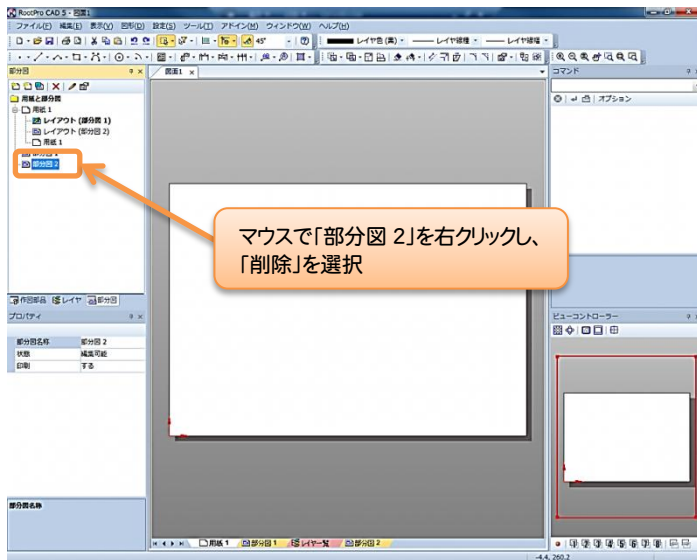 RootPro CAD 5 - 図面1
ファイル(F) 編集(E) 表示(V) 図形(D) 設定(S) ツール(T) アドイン(M) ウィンドウ(W) ヘルプ(H)
45° レイヤ色(黒) レイヤ線種 レイヤ線幅
部分図
用紙と部分図
用紙 1
レイアウト (部分図 1)
レイアウト (部分図 2)
用紙 1
部分図 1
部分図 2
作図部品 レイヤ 部分図
プロパティ
部分図名称 部分図 2
状態 編集可能
印刷 する
部分図名称
図面1 x
マウスで「部分図 2」を右クリックし、
「削除」を選択
用紙 1 部分図 1 レイヤ一覧 部分図 2
コマンド
オプション
ビューコントローラー
-4.4, 260.2